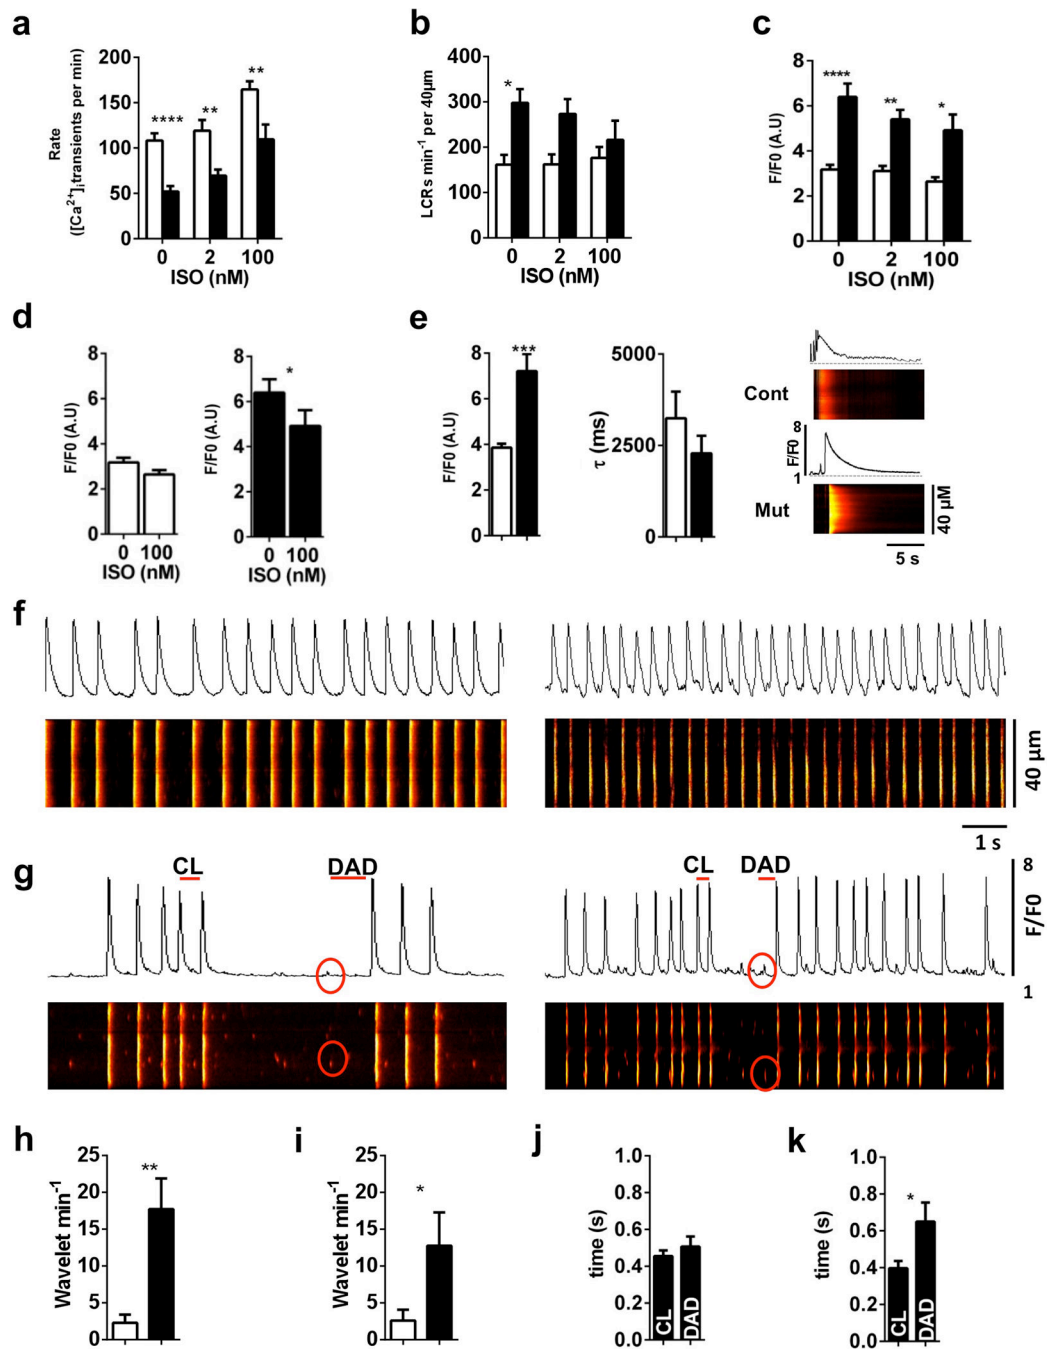 a
Rate
([Ca²⁺]ᵢtransients per min)
200
150
100
50
0
****
**
**
0 2 100
ISO (nM)
b
LCRs min⁻¹ per 40µm
400
300
200
100
0
*
0 2 100
ISO (nM)
c
F/F0 (A.U)
8
6
4
2
0
****
**
*
0 2 100
ISO (nM)
d
F/F0 (A.U)
8
6
4
2
0
0 100
ISO (nM)
F/F0 (A.U)
8
6
4
2
0
*
0 100
ISO (nM)
e
F/F0 (A.U)
8
6
4
2
0
***
τ (ms)
5000
2500
0
Cont
8
F/F0
1
Mut
40 µM
5 s
f
40 µm
1 s
g
CL
DAD
CL
DAD
8
F/F0
1
h
Wavelet min⁻¹
25
20
15
10
5
0
**
i
Wavelet min⁻¹
25
20
15
10
5
0
*
j
time (s)
1.0
0.8
0.6
0.4
0.2
0.0
CL
DAD
k
time (s)
1.0
0.8
0.6
0.4
0.2
0.0
*
CL
DAD